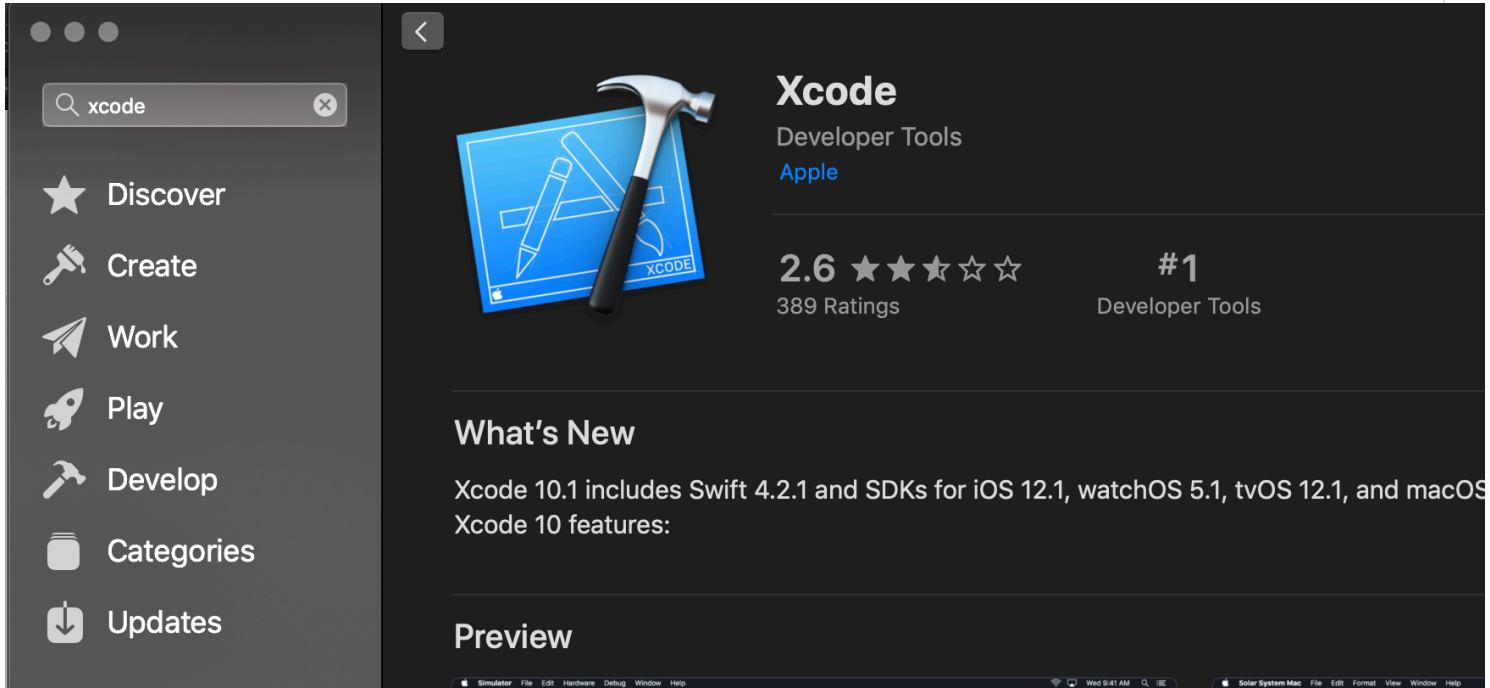 xcode
Discover
Create
Work
Play
Develop
Categories
Updates
XCODE
Xcode
Developer Tools
Apple
2.6
389 Ratings
#1
Developer Tools
What's New
Xcode 10.1 includes Swift 4.2.1 and SDKs for iOS 12.1, watchOS 5.1, tvOS 12.1, and macOS
Xcode 10 features:
Preview
Simulator File Edit Hardware Debug Window Help
Wed 9:41 AM
Solar System Mac File Edit Format View Window Help